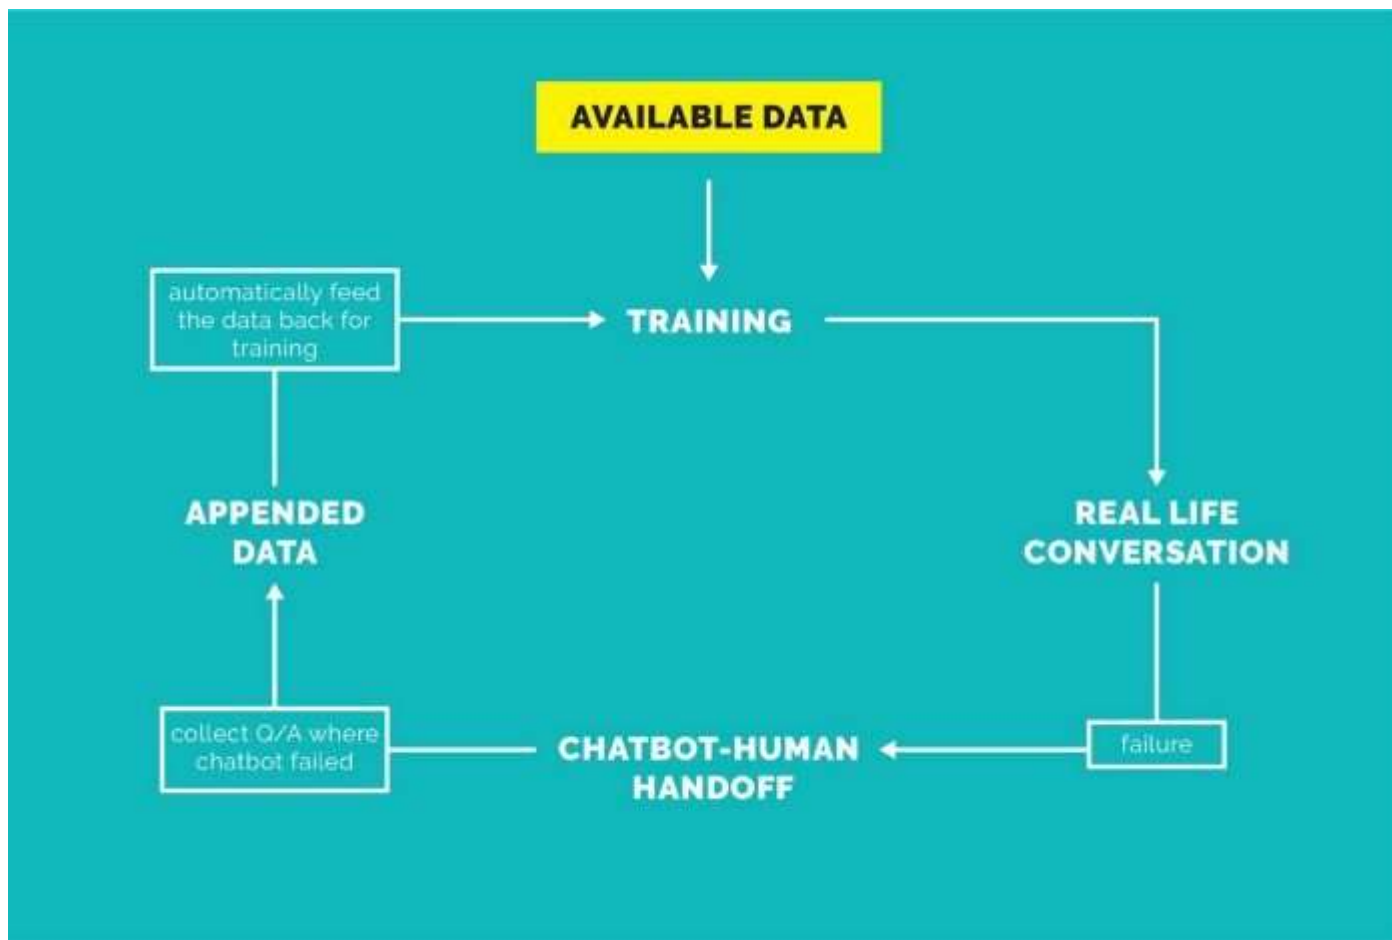 AVAILABLE DATA
automatically feed
the data back for
training
TRAINING
APPENDED
DATA
REAL LIFE
CONVERSATION
collect Q/A where
chatbot failed
CHATBOT-HUMAN
HANDOFF
failure